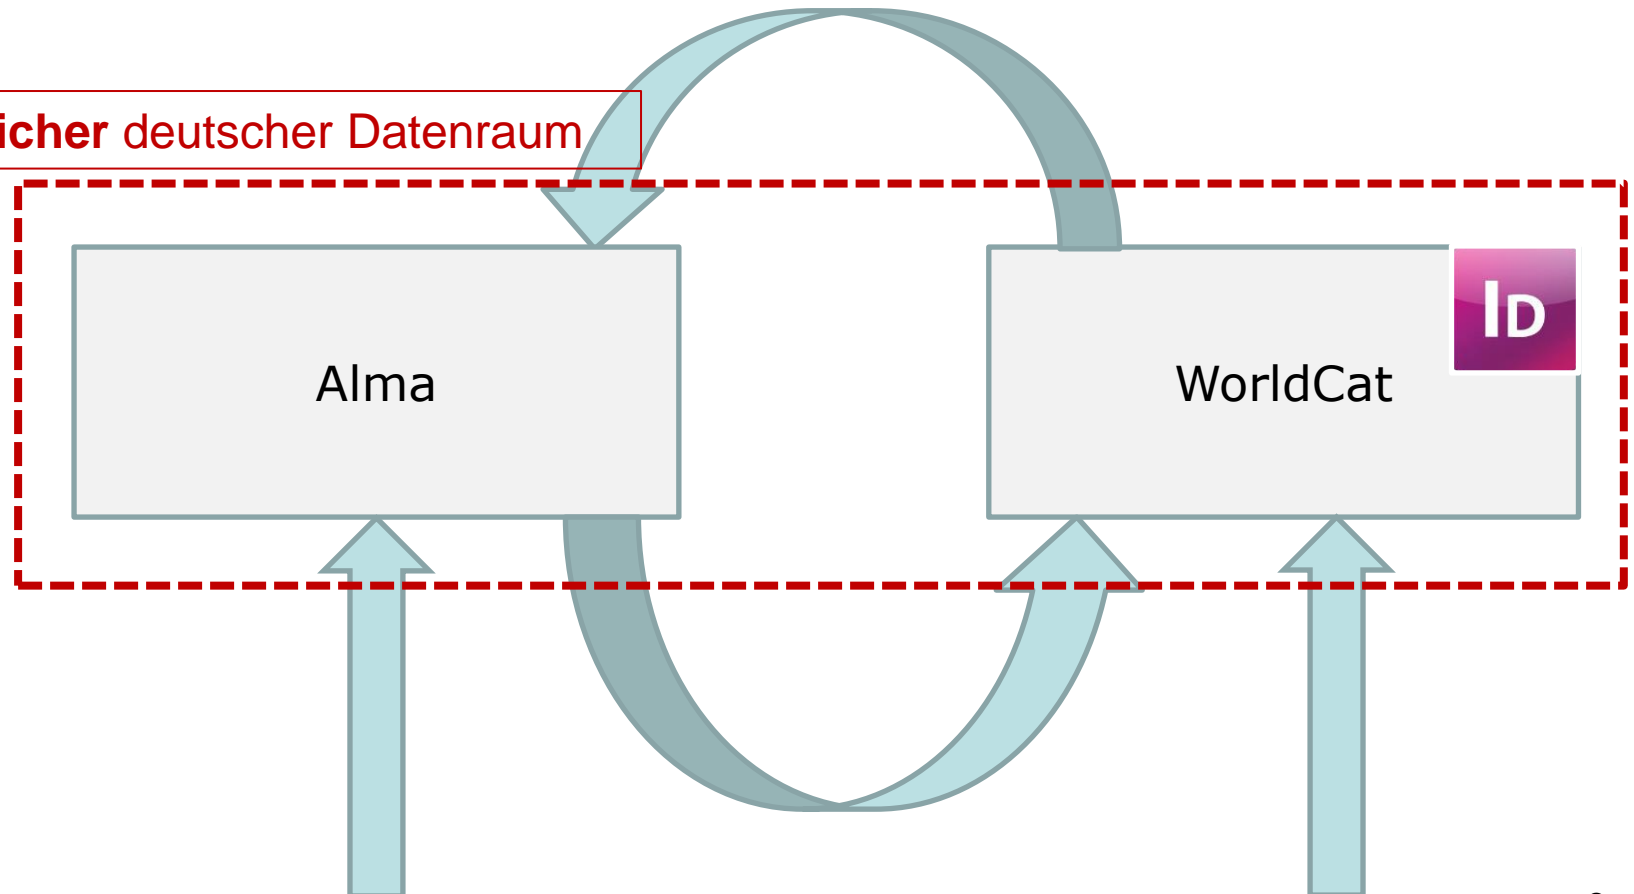 icher deutscher Datenraum
Alma
WorldCat
ID